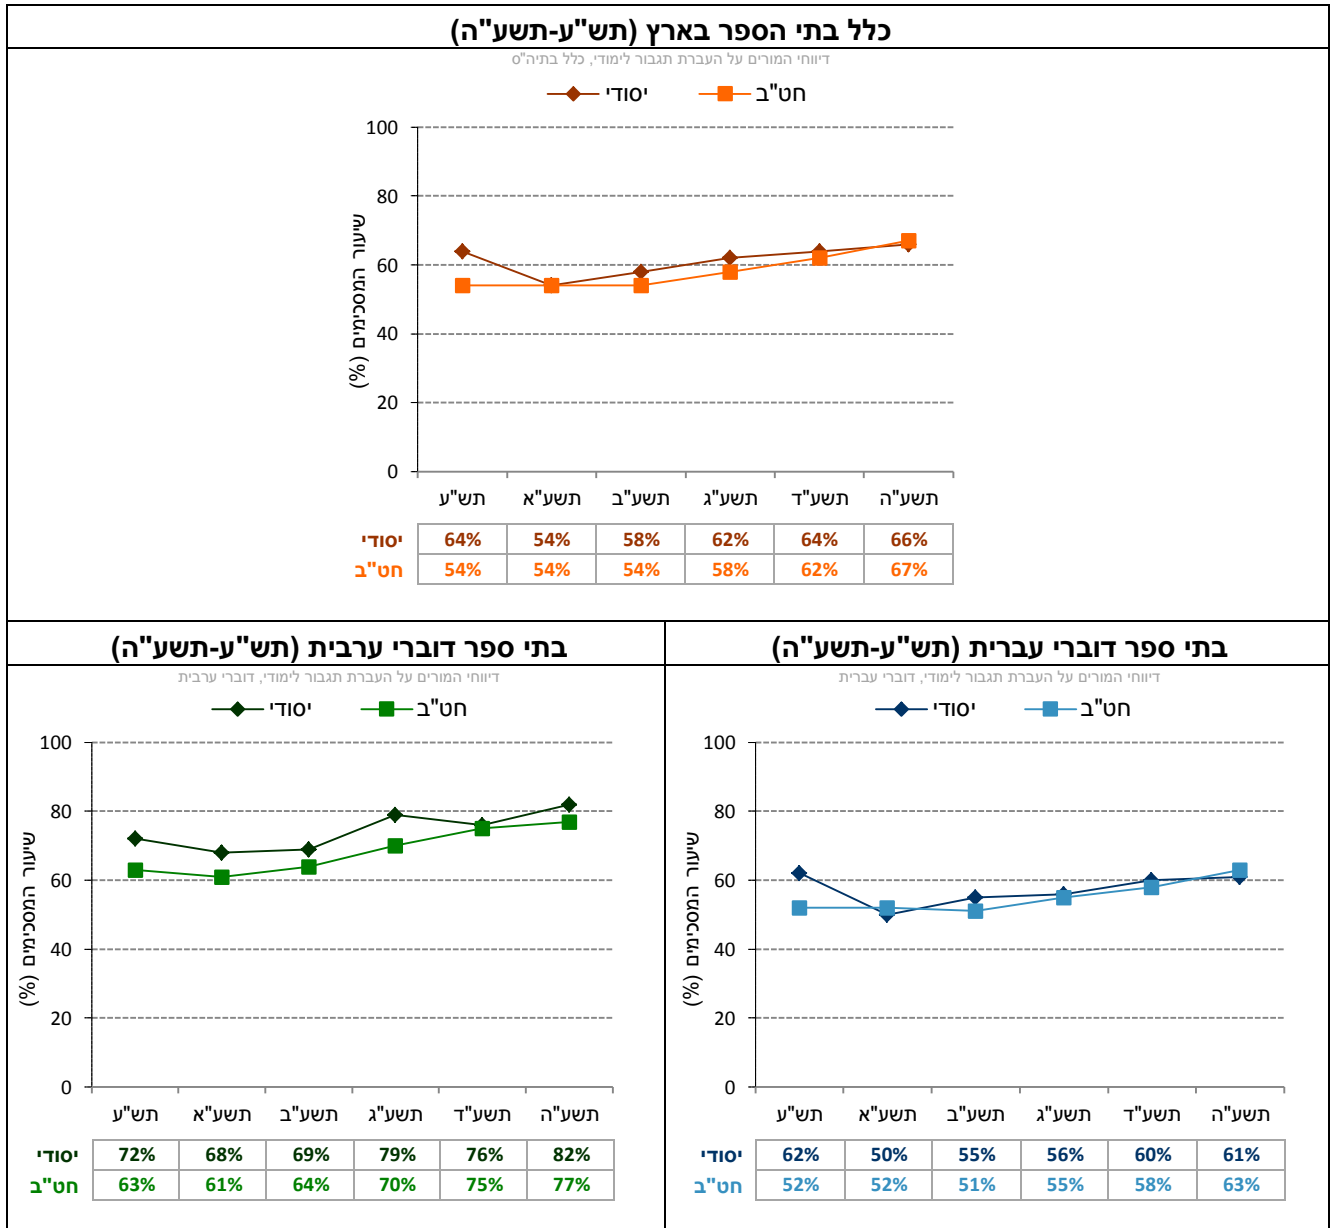 כלל בתי הספר בארץ (תש"ע-תשע"ה)
דיווחי המורים על העברת תגבור לימודי, כלל בתיה"ס
יסודי חט"ב
שיעור המסכימים (%)
100
80
60
40
20
0
תש"ע תשע"א תשע"ב תשע"ג תשע"ד תשע"ה
יסודי 64% 54% 58% 62% 64% 66%
חט"ב 54% 54% 54% 58% 62% 67%
בתי ספר דוברי עברית (תש"ע-תשע"ה)
דיווחי המורים על העברת תגבור לימודי, דוברי עברית
יסודי חט"ב
שיעור המסכימים (%)
100
80
60
40
20
0
תש"ע תשע"א תשע"ב תשע"ג תשע"ד תשע"ה
יסודי 62% 50% 55% 56% 60% 61%
חט"ב 52% 52% 51% 55% 58% 63%
בתי ספר דוברי ערבית (תש"ע-תשע"ה)
דיווחי המורים על העברת תגבור לימודי, דוברי ערבית
יסודי חט"ב
שיעור המסכימים (%)
100
80
60
40
20
0
תש"ע תשע"א תשע"ב תשע"ג תשע"ד תשע"ה
יסודי 72% 68% 69% 79% 76% 82%
חט"ב 63% 61% 64% 70% 75% 77%